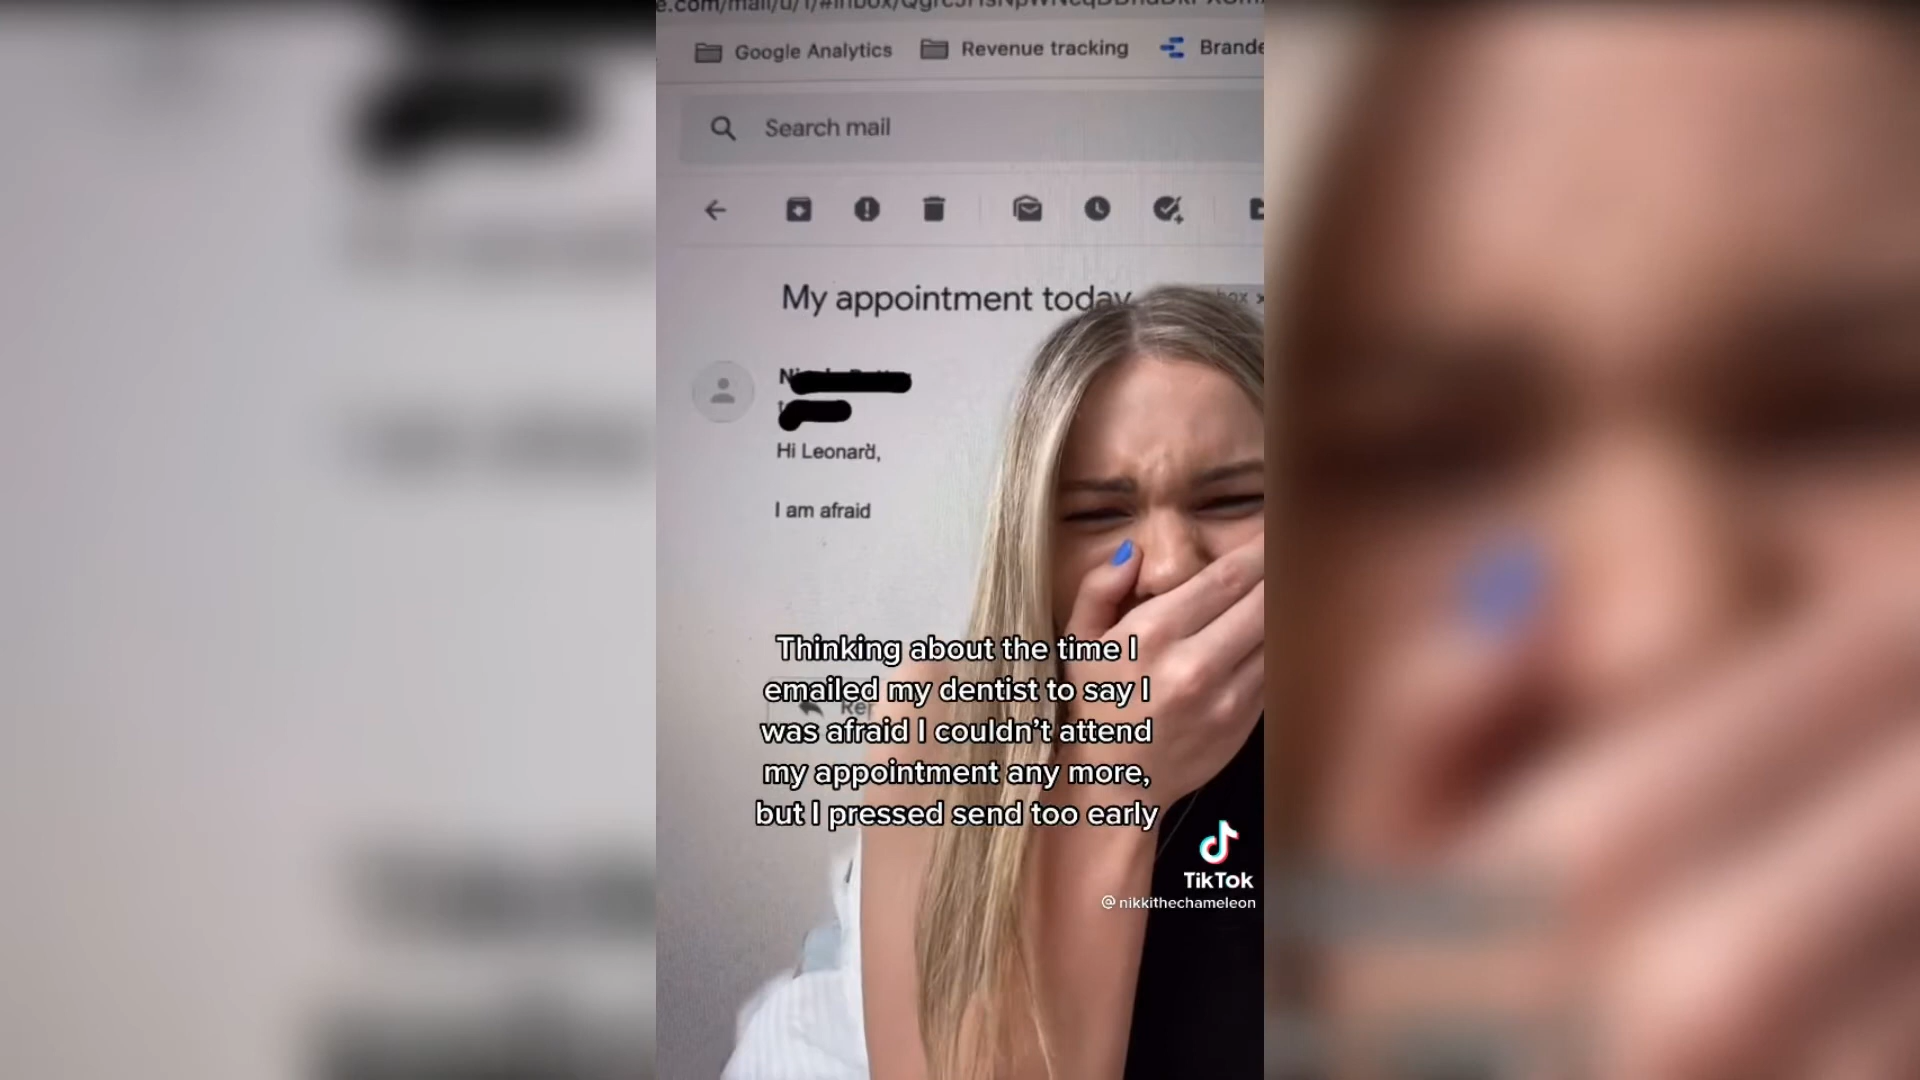 Google Analytics Revenue tracking Brande
Search mail
My appointment today
Hi Leonard,
I am afraid
Thinking about the time I
emailed my dentist to say I
was afraid I couldn't attend
my appointment any more,
but I pressed send too early
TikTok
@nikkithechameleon